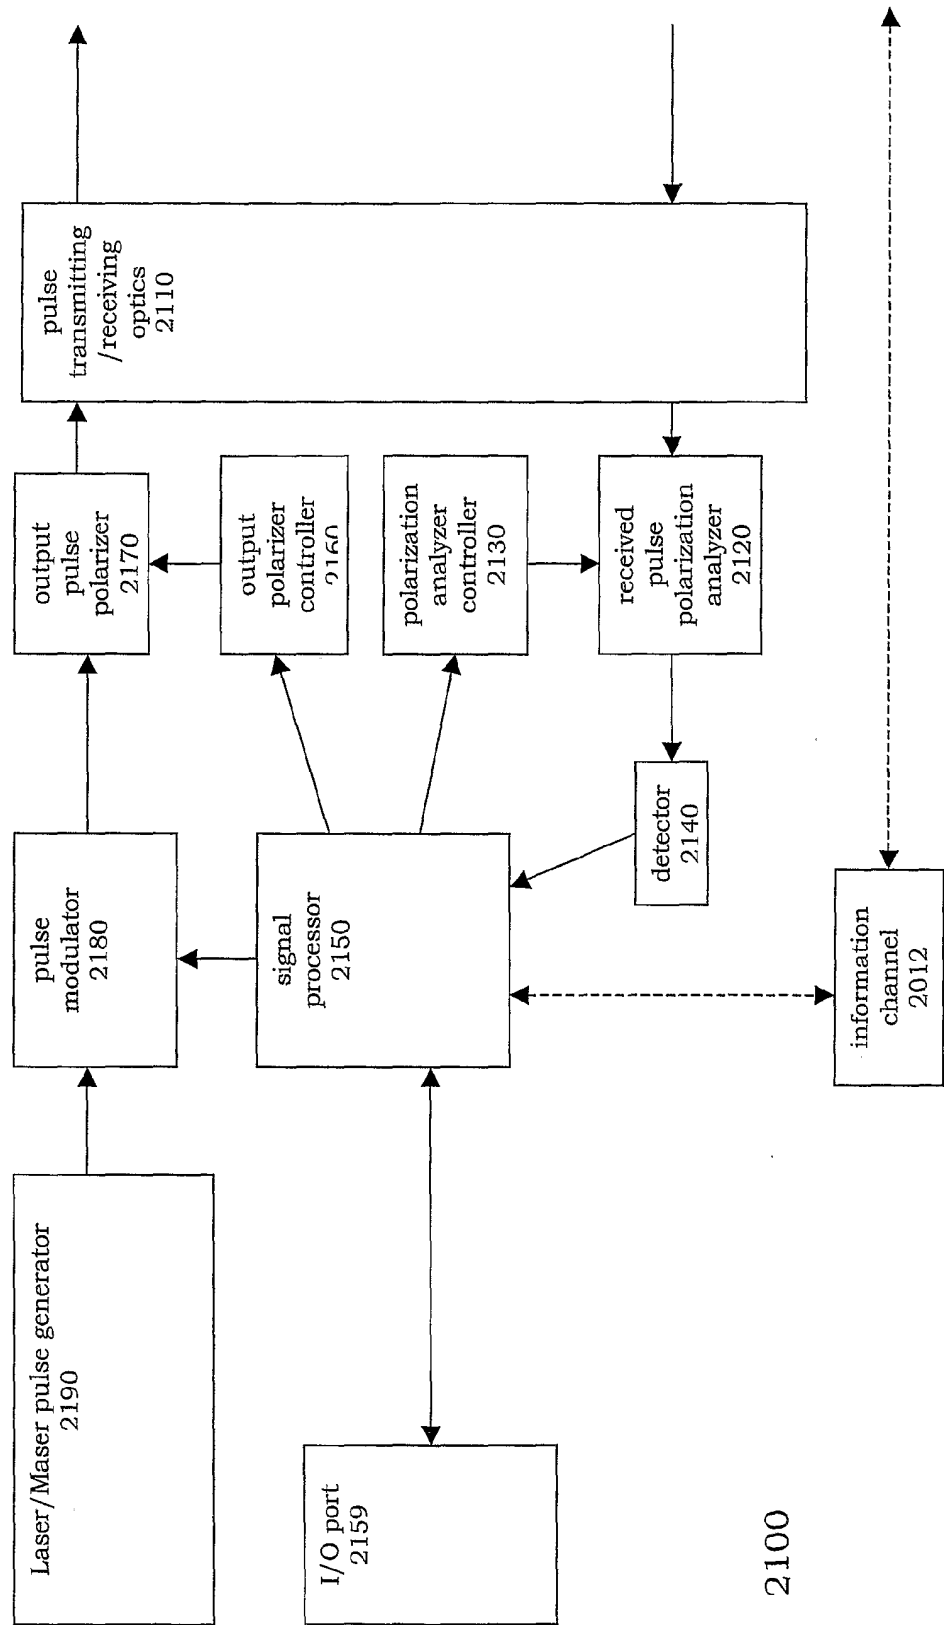 Laser/Maser pulse generator
2190
pulse
modulator
2180
output
pulse
polarizer
2170
pulse
transmitting
/receiving
optics
2110
I/O port
2159
signal
processor
2150
output
polarizer
controller
2160
polarization
analyzer
controller
2130
received
pulse
polarization
analyzer
2120
detector
2140
information
channel
2012
2100